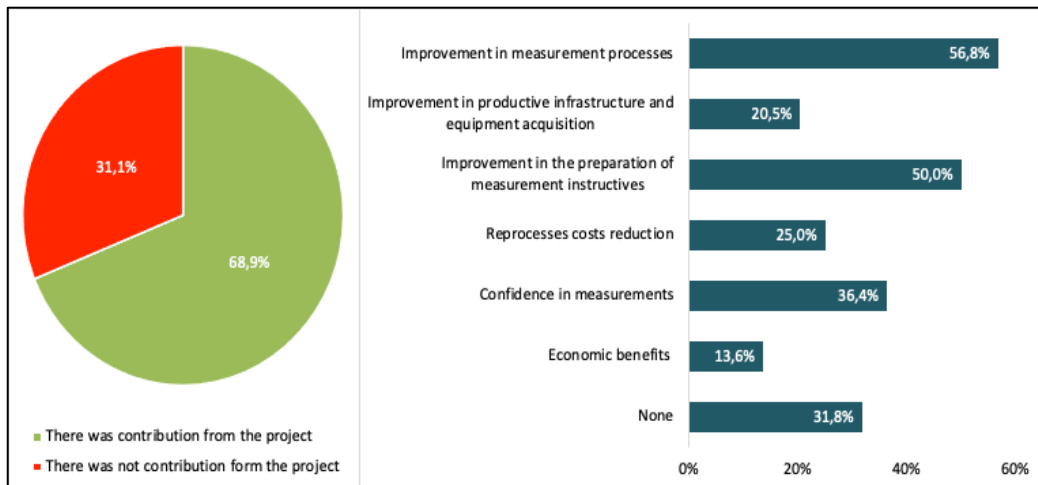 31,1%
68,9%
There was contribution from the project
There was not contribution form the project
Improvement in measurement processes
56,8%
Improvement in productive infrastructure and
equipment acquisition
20,5%
Improvement in the preparation of
measurement instructives
50,0%
Reprocesses costs reduction
25,0%
Confidence in measurements
36,4%
Economic benefits
13,6%
None
31,8%
0%
20%
40%
60%